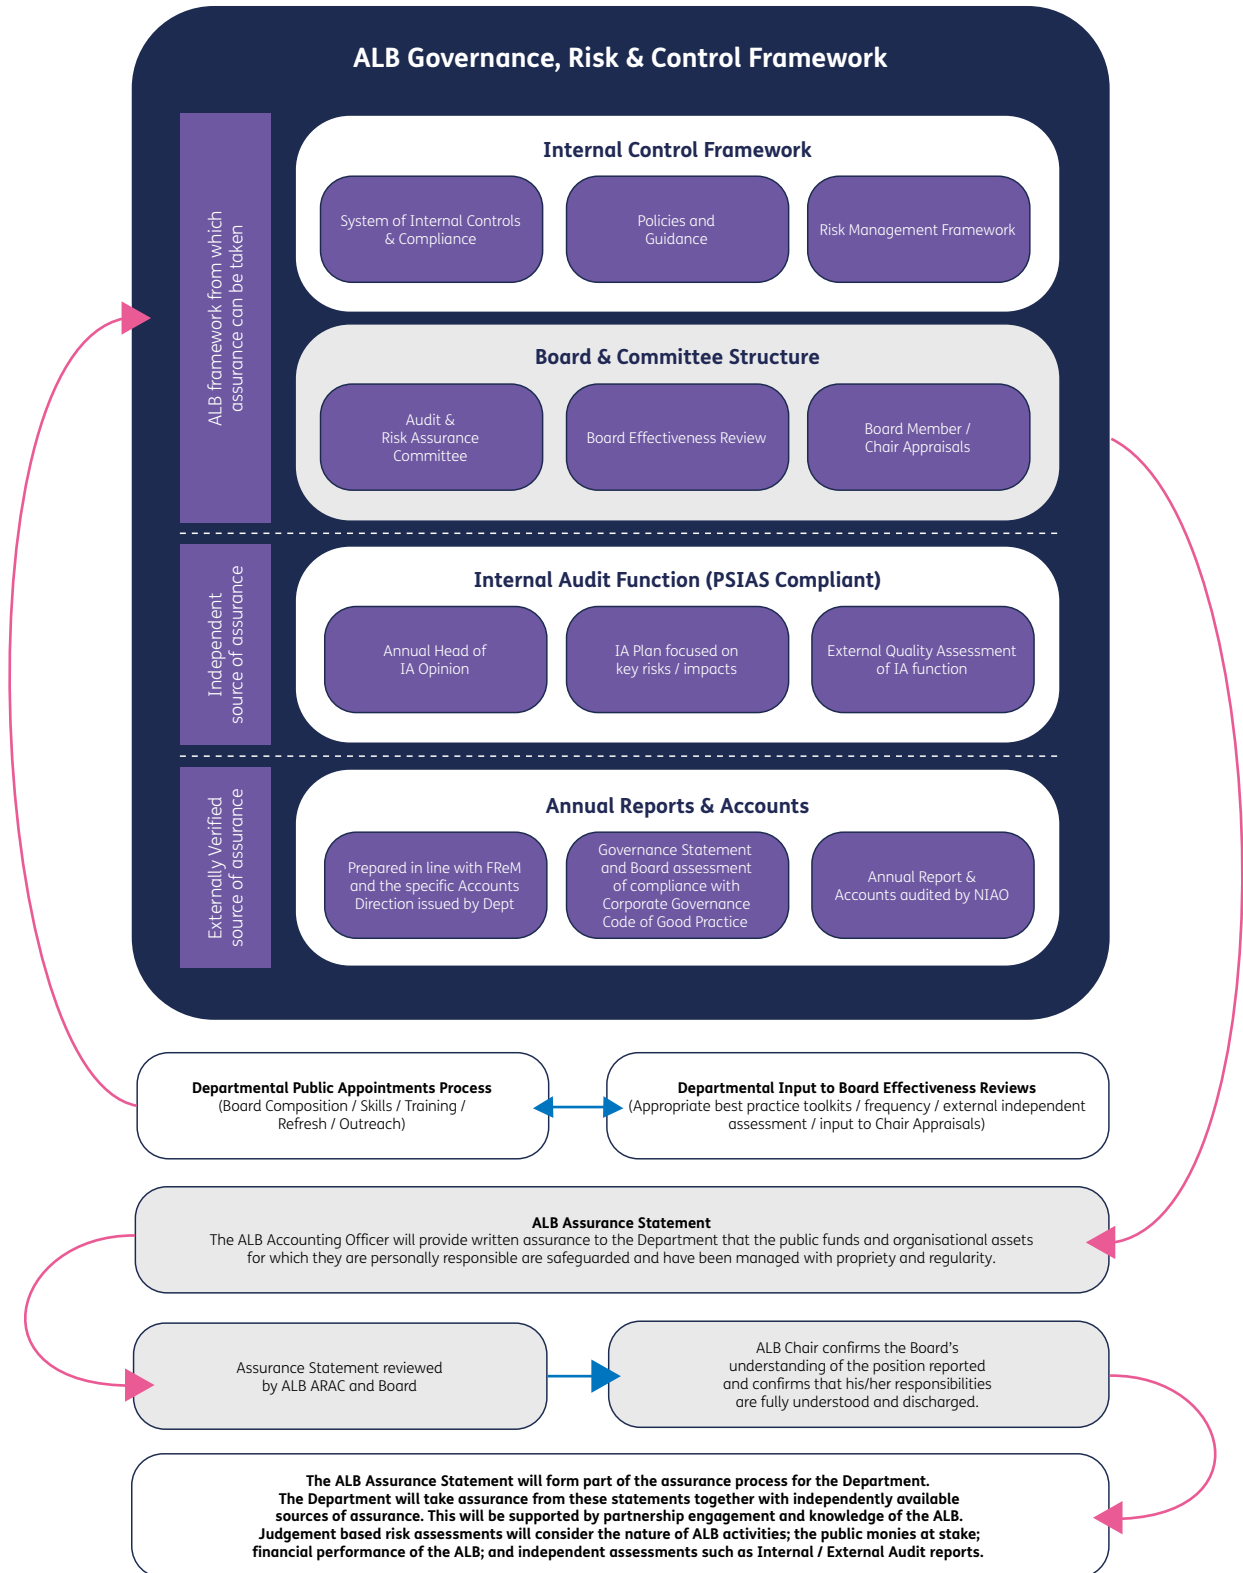 ALB Governance, Risk & Control Framework
ALB framework from which
assurance can be taken
Internal Control Framework
System of Internal Controls
& Compliance
Policies and
Guidance
Risk Management Framework
Board & Committee Structure
Audit &
Risk Assurance
Committee
Board Effectiveness Review
Board Member /
Chair Appraisals
Independent
source of assurance
Internal Audit Function (PSIAS Compliant)
Annual Head of
IA Opinion
IA Plan focused on
key risks / impacts
External Quality Assessment
of IA function
Externally Verified
source of assurance
Annual Reports & Accounts
Prepared in line with FReM
and the specific Accounts
Direction issued by Dept
Governance Statement
and Board assessment
of compliance with
Corporate Governance
Code of Good Practice
Annual Report &
Accounts audited by NIAO
Departmental Public Appointments Process
(Board Composition / Skills / Training /
Refresh / Outreach)
Departmental Input to Board Effectiveness Reviews
(Appropriate best practice toolkits / frequency / external independent
assessment / input to Chair Appraisals)
ALB Assurance Statement
The ALB Accounting Officer will provide written assurance to the Department that the public funds and organisational assets
for which they are personally responsible are safeguarded and have been managed with propriety and regularity.
Assurance Statement reviewed
by ALB ARAC and Board
ALB Chair confirms the Board's
understanding of the position reported
and confirms that his/her responsibilities
are fully understood and discharged.
The ALB Assurance Statement will form part of the assurance process for the Department.
The Department will take assurance from these statements together with independently available
sources of assurance. This will be supported by partnership engagement and knowledge of the ALB.
Judgement based risk assessments will consider the nature of ALB activities; the public monies at stake;
financial performance of the ALB; and independent assessments such as Internal / External Audit reports.